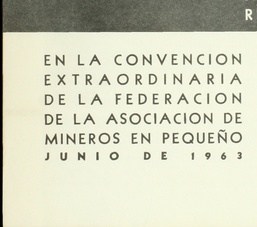 R
EN LA CONVENCION
EXTRAORDINARIA
DE LA FEDERACION
DE LA ASOCIACION DE
MINEROS EN PEQUEÑO
JUNIO DE 1963